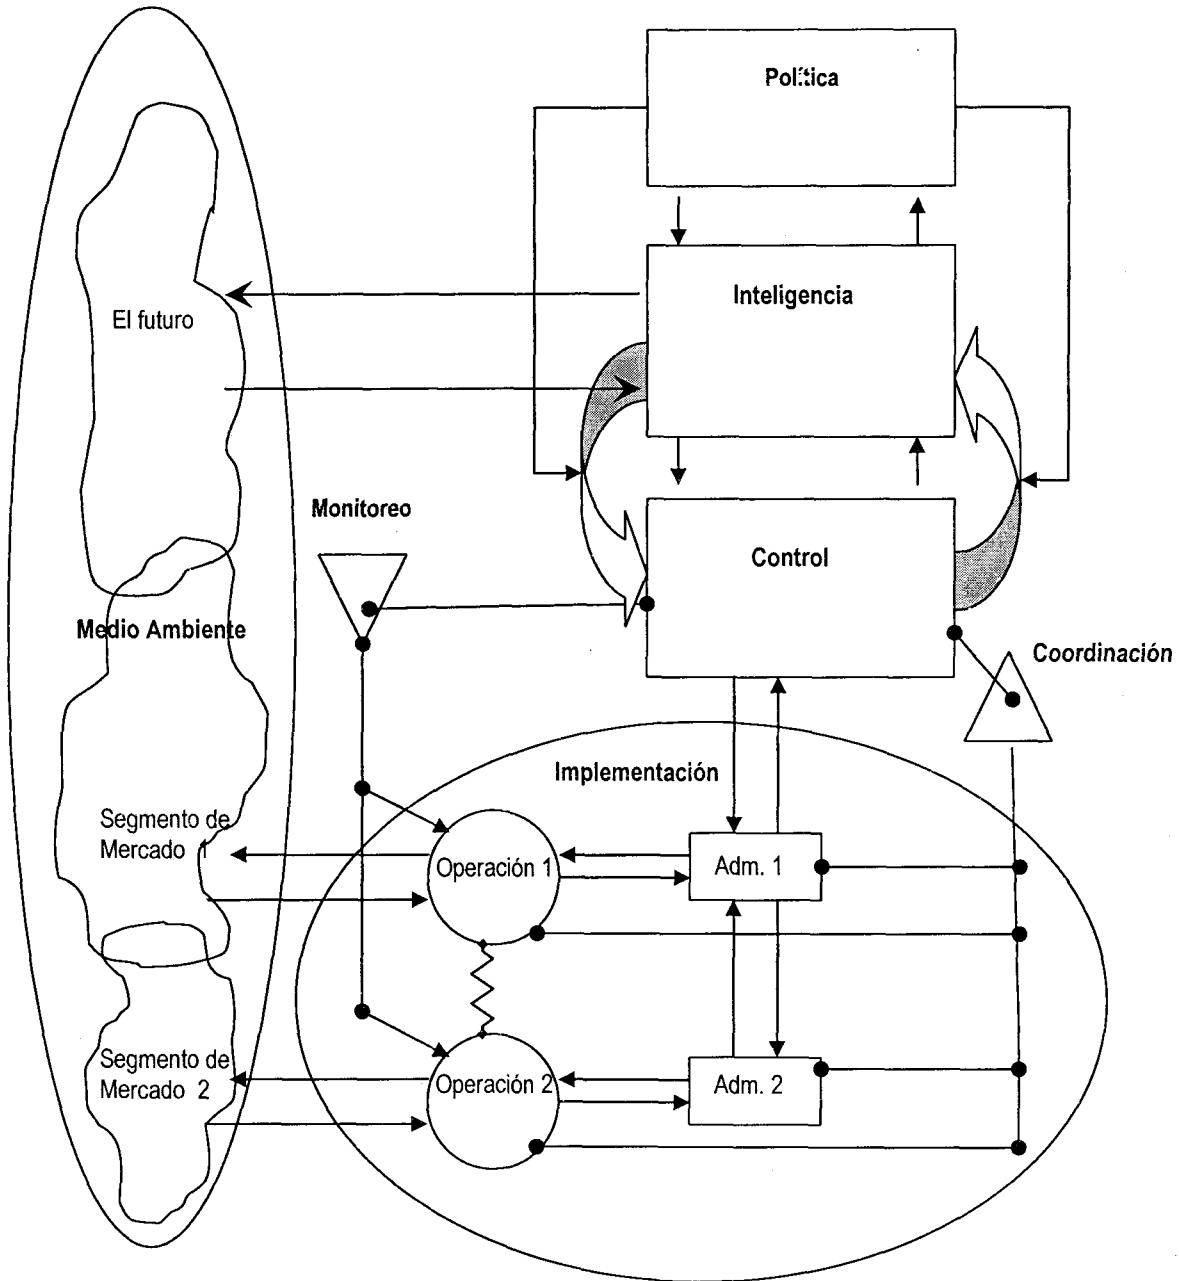 Política
Inteligencia
El futuro
Monitoreo
Control
Medio Ambiente
Coordinación
Implementación
Segmento de
Mercado 1
Operación 1
Adm. 1
Segmento de
Mercado 2
Operación 2
Adm. 2